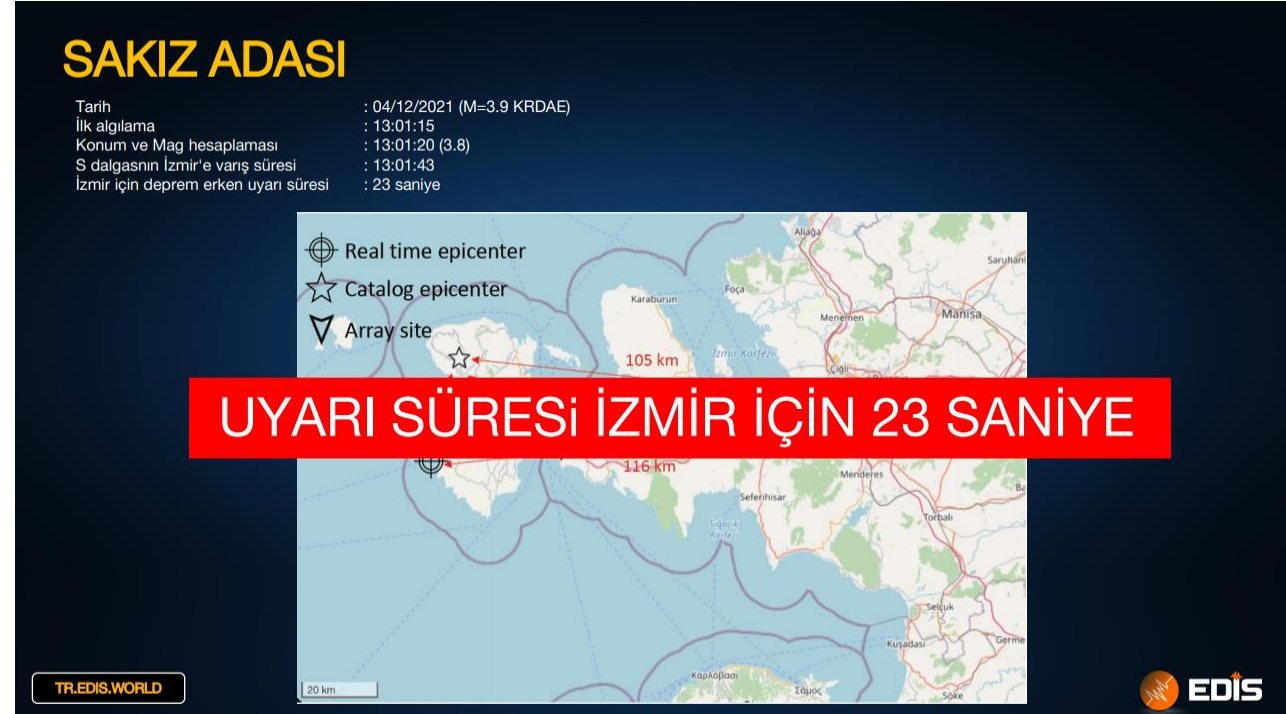 SAKIZ ADASI
Tarih : 04/12/2021 (M=3.9 KRDAE)
İlk algılama : 13:01:15
Konum ve Mag hesaplaması : 13:01:20 (3.8)
S dalgasnın İzmir'e varış süresi : 13:01:43
İzmir için deprem erken uyarı süresi : 23 saniye
Real time epicenter
Catalog epicenter
Array site
Aliağa
Saruhanl
Foça
Karaburun
Menemen
Manisa
İzmir Körfezi
105 km
Çiğli
UYARI SÜRESi İZMİR İÇİN 23 SANİYE
116 km
Menderes
Ba
Seferihisar
Torbalı
Sığacık
Körfezi
Selçuk
Kuşadası
Germe
Καρλόβασι
Σάμος
Söke
20 km
TR.EDIS.WORLD
EDİS